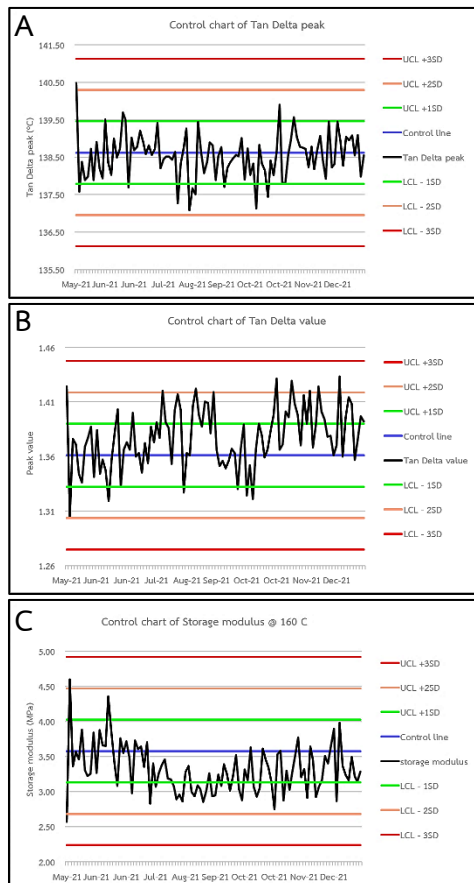 A
Control chart of Tan Delta peak
141.50
140.50
139.50
138.50
137.50
136.50
135.50
Tan Delta peak (ºC)
May-21 Jun-21 Jun-21 Jul-21 Aug-21 Sep-21 Oct-21 Oct-21 Nov-21 Dec-21
UCL +3SD
UCL +2SD
UCL +1SD
Control line
Tan Delta peak
LCL - 1SD
LCL - 2SD
LCL - 3SD
B
Control chart of Tan Delta value
1.46
1.41
1.36
1.31
1.26
Peak value
May-21 Jun-21 Jun-21 Jul-21 Aug-21 Sep-21 Oct-21 Oct-21 Nov-21 Dec-21
UCL +3SD
UCL +2SD
UCL +1SD
Control line
Tan Delta value
LCL - 1SD
LCL - 2SD
LCL - 3SD
C
Control chart of Storage modulus @ 160 C
5.00
4.50
4.00
3.50
3.00
2.50
2.00
Storage modulus (MPa)
May-21 Jun-21 Jun-21 Jul-21 Aug-21 Sep-21 Oct-21 Oct-21 Nov-21 Dec-21
UCL +3SD
UCL +2SD
UCL +1SD
Control line
storage modulus
LCL - 1SD
LCL - 2SD
LCL - 3SD